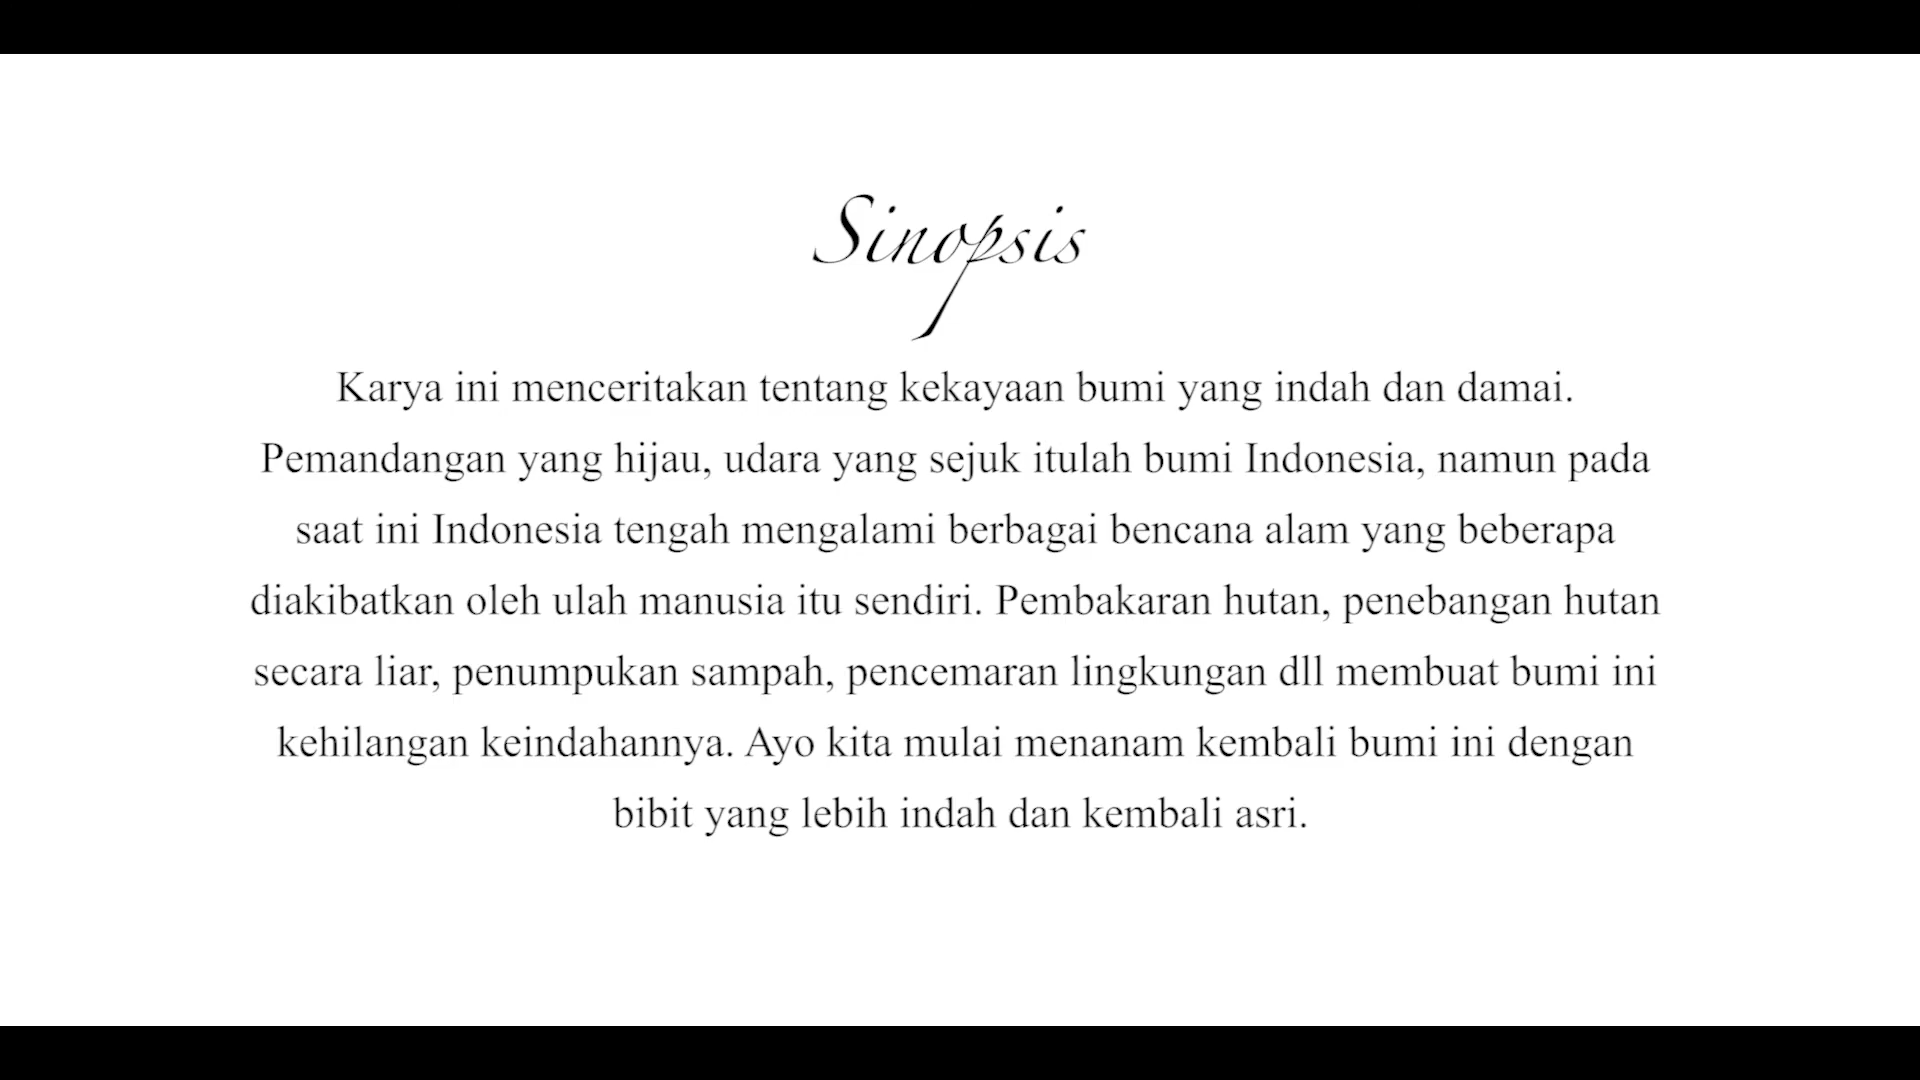 Sinopsis
Karya ini menceritakan tentang kekayaan bumi yang indah dan damai.
Pemandangan yang hijau, udara yang sejuk itulah bumi Indonesia, namun pada
saat ini Indonesia tengah mengalami berbagai bencana alam yang beberapa
diakibatkan oleh ulah manusia itu sendiri. Pembakaran hutan, penebangan hutan
secara liar, penumpukan sampah, pencemaran lingkungan dll membuat bumi ini
kehilangan keindahannya. Ayo kita mulai menanam kembali bumi ini dengan
bibit yang lebih indah dan kembali asri.